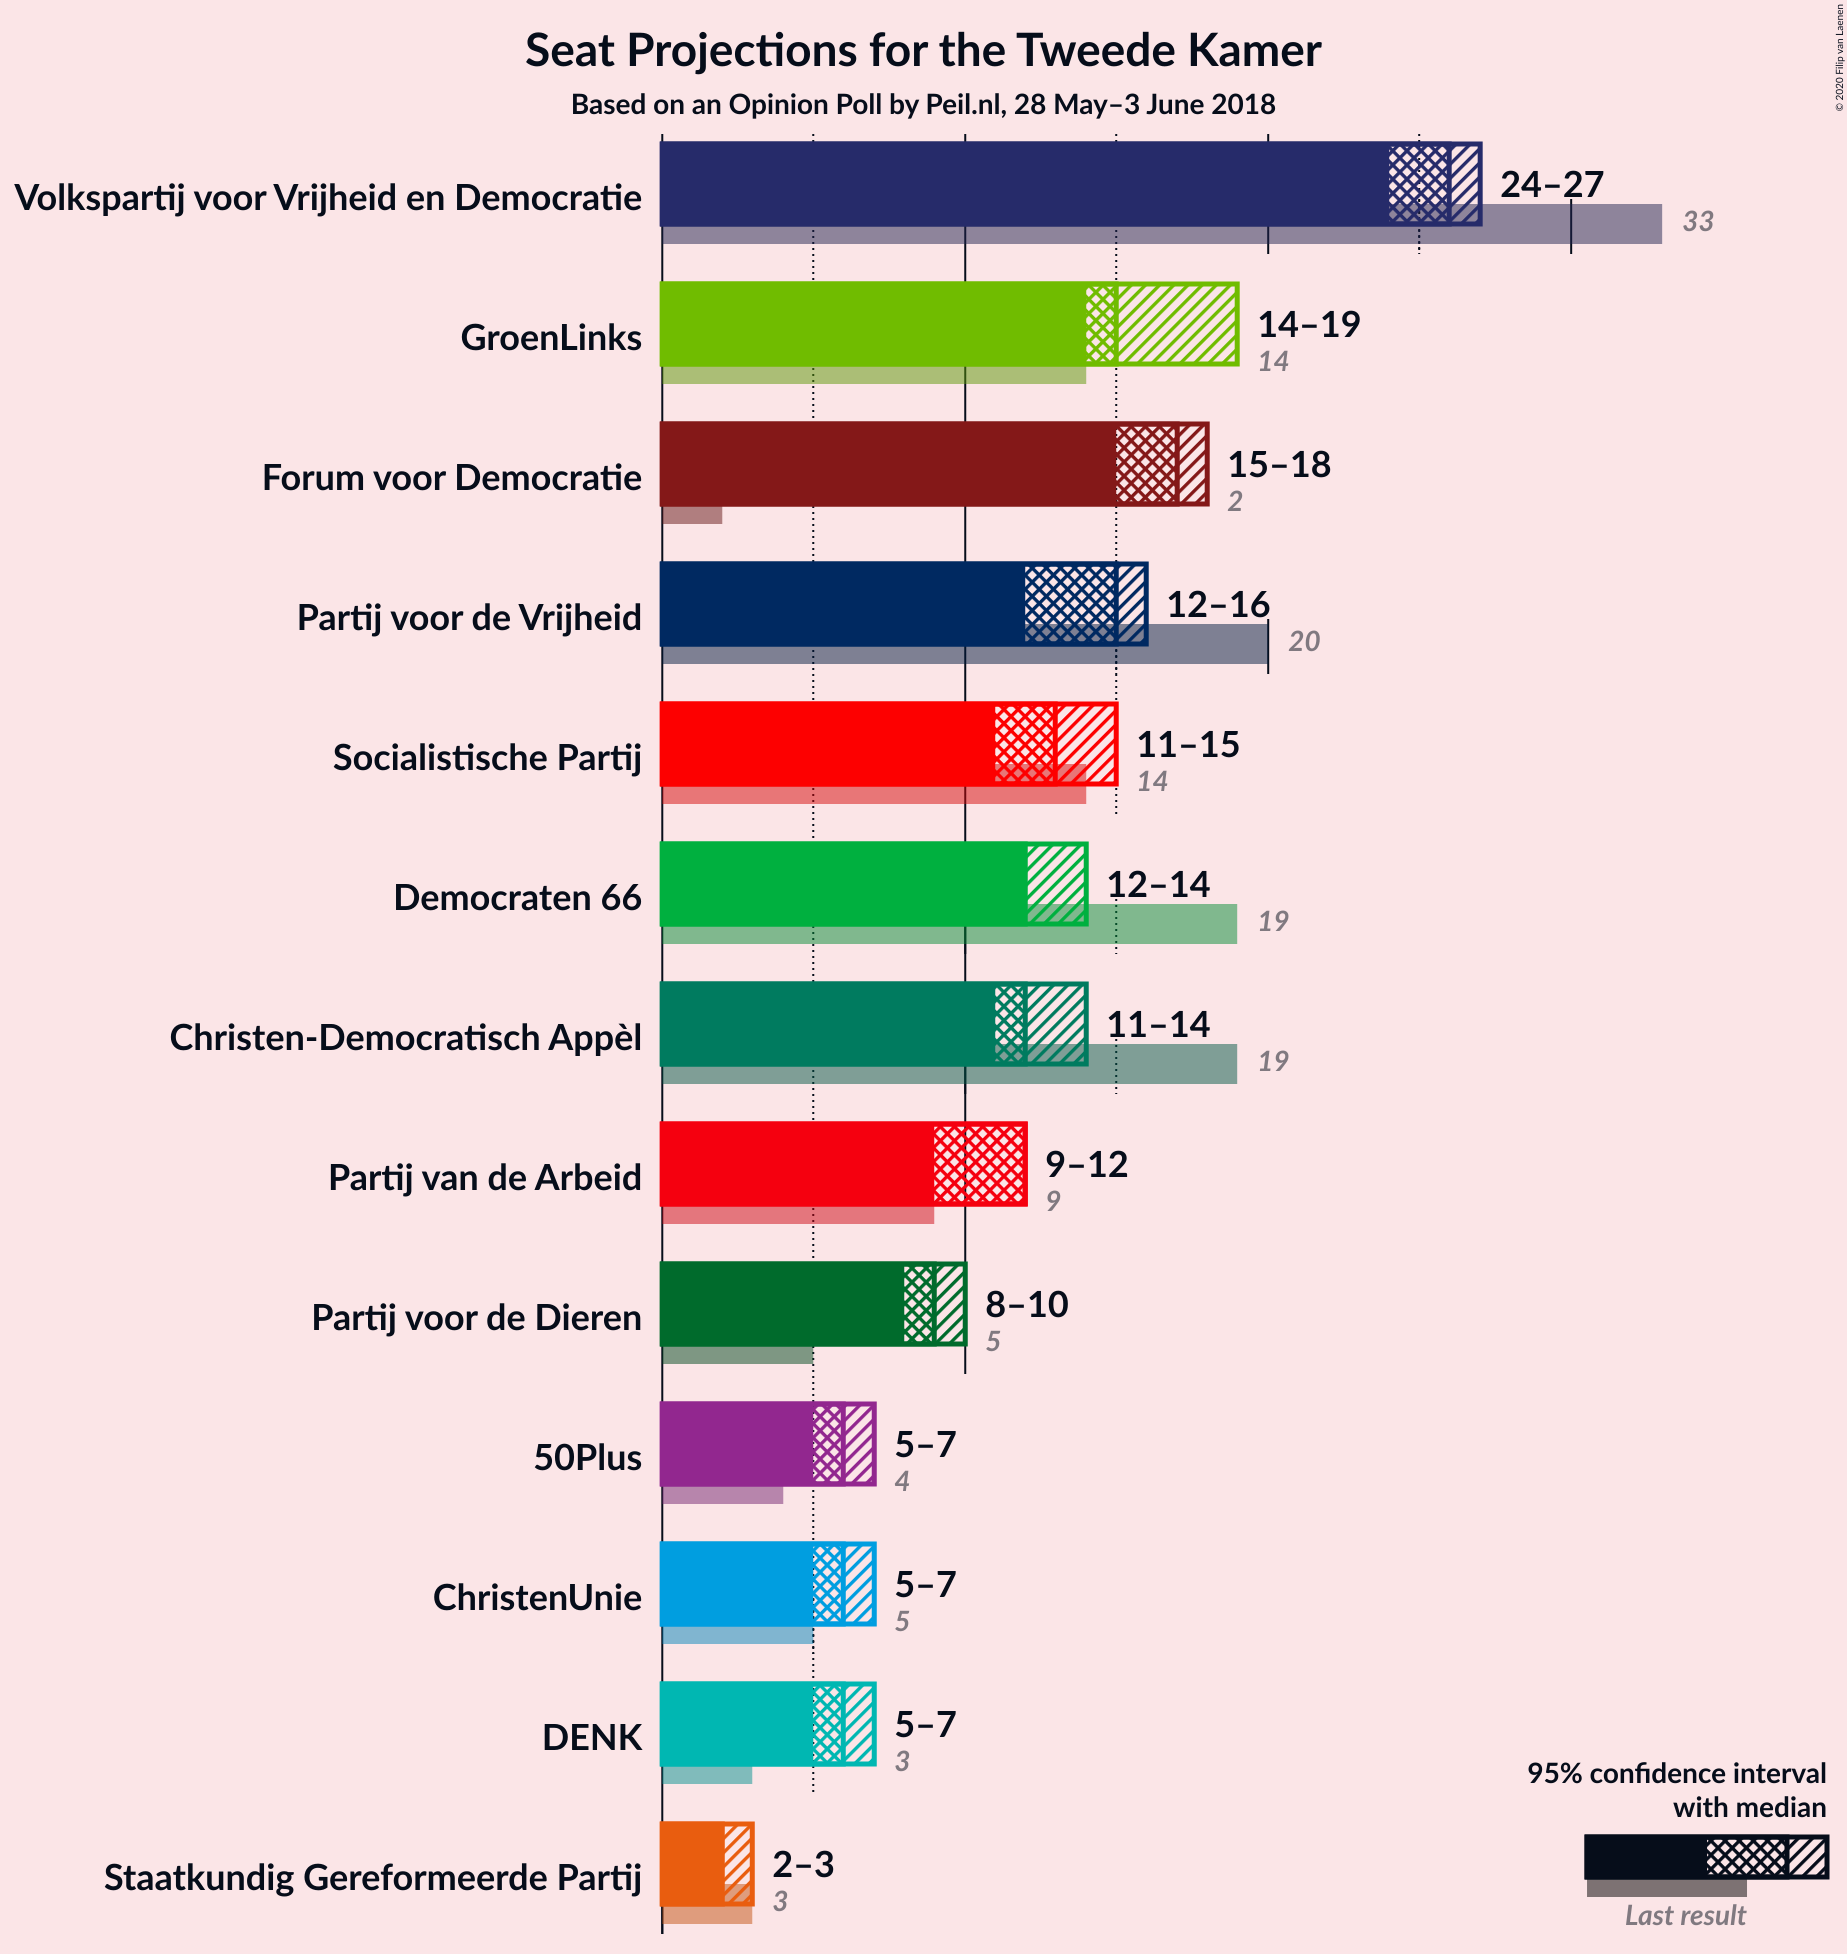 Seat Projections for the Tweede Kamer
Based on an Opinion Poll by Peil.nl, 28 May–3 June 2018
© 2020 Filip van Laenen
Volkspartij voor Vrijheid en Democratie
24–27
33
GroenLinks
14–19
14
Forum voor Democratie
15–18
2
Partij voor de Vrijheid
12–16
20
Socialistische Partij
11–15
14
Democraten 66
12–14
19
Christen-Democratisch Appèl
11–14
19
Partij van de Arbeid
9–12
9
Partij voor de Dieren
8–10
5
50Plus
5–7
4
ChristenUnie
5–7
5
DENK
5–7
3
Staatkundig Gereformeerde Partij
2–3
3
95% confidence interval
with median
Last result